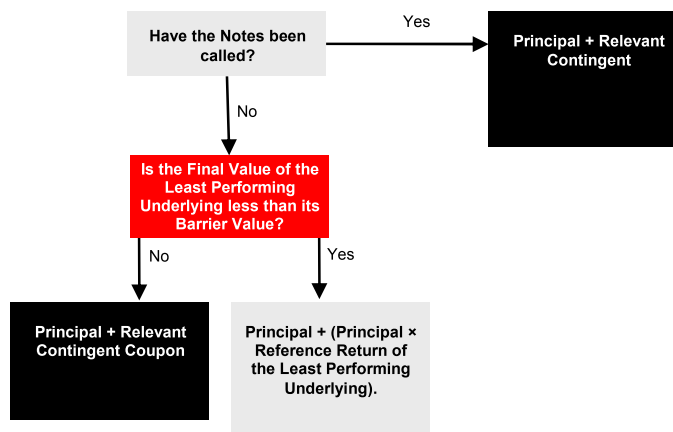 Have the Notes been
called?
Yes
Principal + Relevant
Contingent
No
Is the Final Value of the
Least Performing
Underlying less than its
Barrier Value?
No
Yes
Principal + Relevant
Contingent Coupon
Principal + (Principal ×
Reference Return of
the Least Performing
Underlying).